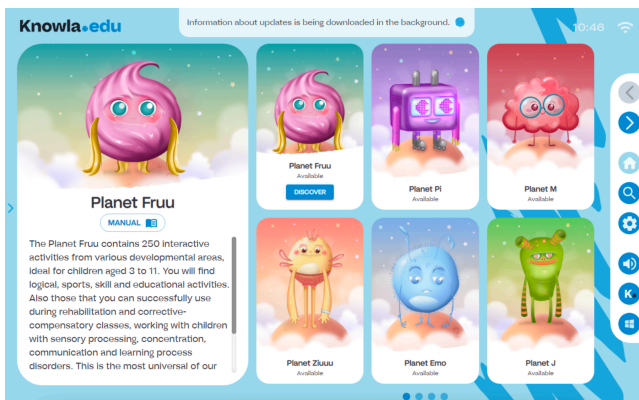 Knowla.edu
Information about updates is being downloaded in the background.
10:46
Planet Fruu
MANUAL
The Planet Fruu contains 250 interactive
activities from various developmental areas,
ideal for children aged 3 to 11. You will find
logical, sports, skill and educational activities.
Also those that you can successfully use
during rehabilitation and corrective-
compensatory classes, working with children
with sensory processing, concentration,
communication and learning process
disorders. This is the most universal of our
Planet Fruu
Available
DISCOVER
Planet Pi
Available
Planet M
Available
Planet Ziuuu
Available
Planet Emo
Available
Planet J
Available
K